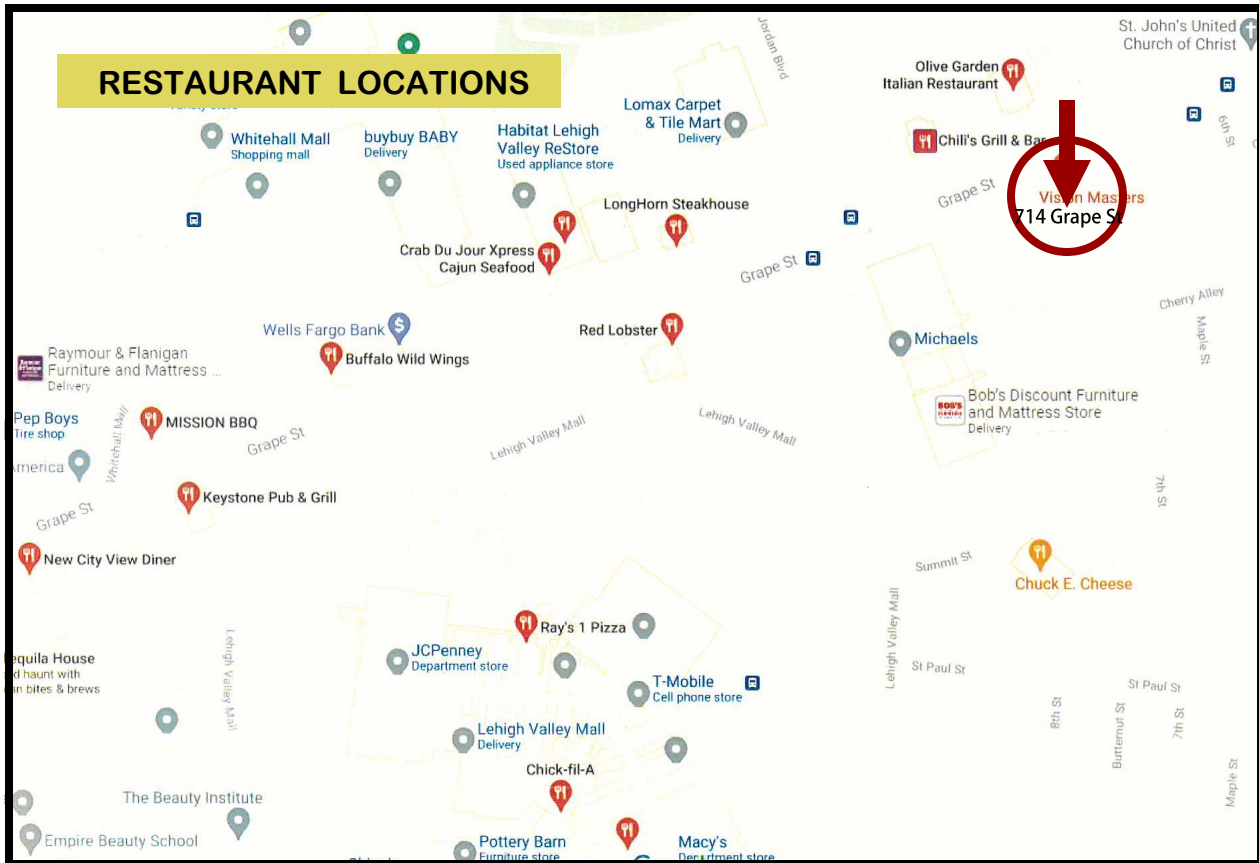 RESTAURANT LOCATIONS
St. John's United
Church of Christ
Jordan Blvd
Olive Garden
Italian Restaurant
6th St
Lomax Carpet
& Tile Mart
Delivery
Whitehall Mall
Shopping mall
buybuy BABY
Delivery
Habitat Lehigh
Valley ReStore
Used appliance store
Chili's Grill & Bar
Grape St
Vision Masters
714 Grape St
LongHorn Steakhouse
Crab Du Jour Xpress
Cajun Seafood
Grape St
Cherry Alley
Maple St
Wells Fargo Bank
Red Lobster
Michaels
Raymour & Flanigan
Furniture and Mattress ...
Delivery
Buffalo Wild Wings
BOB'S
Bob's Discount Furniture
and Mattress Store
Delivery
Pep Boys
Tire shop
Whitehall Mall
MISSION BBQ
Grape St
Lehigh Valley Mall
Lehigh Valley Mall
merica
Keystone Pub & Grill
7th St
Grape St
New City View Diner
Summit St
Chuck E. Cheese
Lehigh Valley Mall
Ray's 1 Pizza
Lehigh Valley Mall
equila House
d haunt with
an bites & brews
JCPenney
Department store
St Paul St
T-Mobile
Cell phone store
St Paul St
8th St
Butternut St
7th St
Lehigh Valley Mall
Delivery
Chick-fil-A
Maple St
The Beauty Institute
Empire Beauty School
Pottery Barn
Furniture store
Macy's
Department store